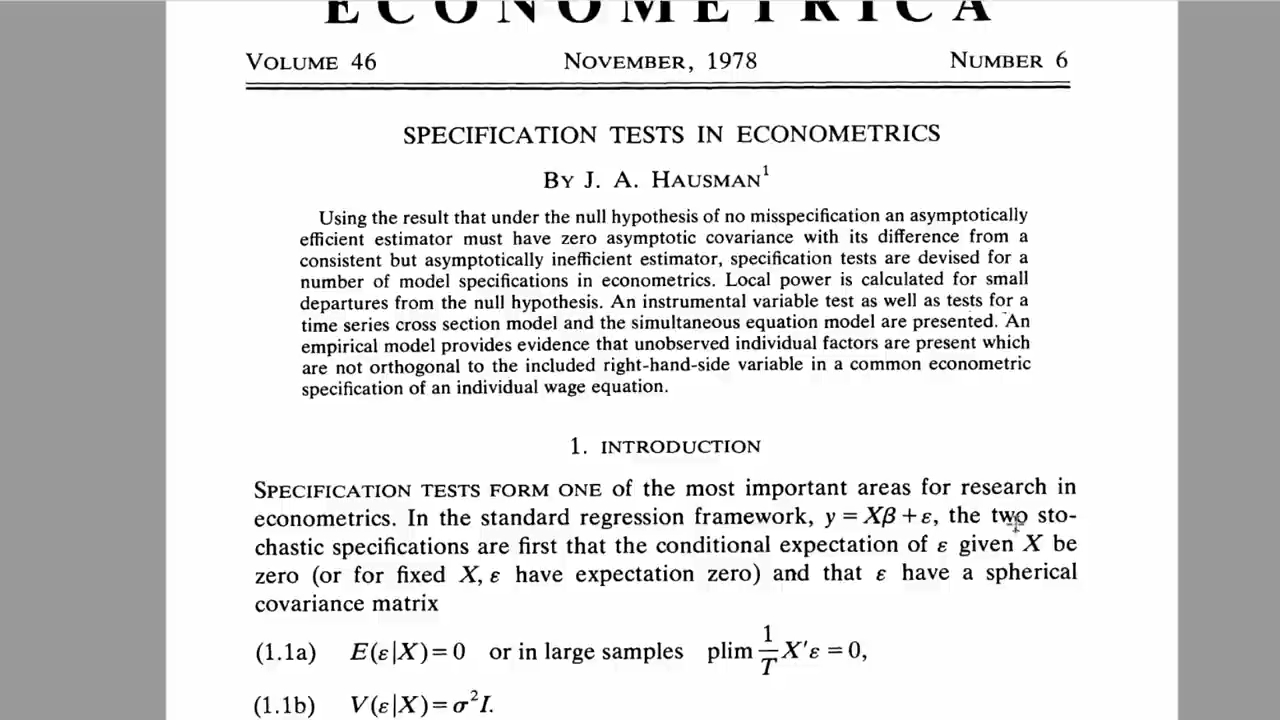 ECONOMETRICA
VOLUME 46 NOVEMBER, 1978 NUMBER 6
SPECIFICATION TESTS IN ECONOMETRICS
BY J. A. HAUSMAN¹
Using the result that under the null hypothesis of no misspecification an asymptotically
efficient estimator must have zero asymptotic covariance with its difference from a
consistent but asymptotically inefficient estimator, specification tests are devised for a
number of model specifications in econometrics. Local power is calculated for small
departures from the null hypothesis. An instrumental variable test as well as tests for a
time series cross section model and the simultaneous equation model are presented. An
empirical model provides evidence that unobserved individual factors are present which
are not orthogonal to the included right-hand-side variable in a common econometric
specification of an individual wage equation.
1. INTRODUCTION
SPECIFICATION TESTS FORM ONE of the most important areas for research in
econometrics. In the standard regression framework, y = Xβ + ε, the two sto-
chastic specifications are first that the conditional expectation of ε given X be
zero (or for fixed X, ε have expectation zero) and that ε have a spherical
covariance matrix
(1.1a) E(ε|X) = 0 or in large samples plim 1/T X'ε = 0,
(1.1b) V(ε|X) = σ²I.